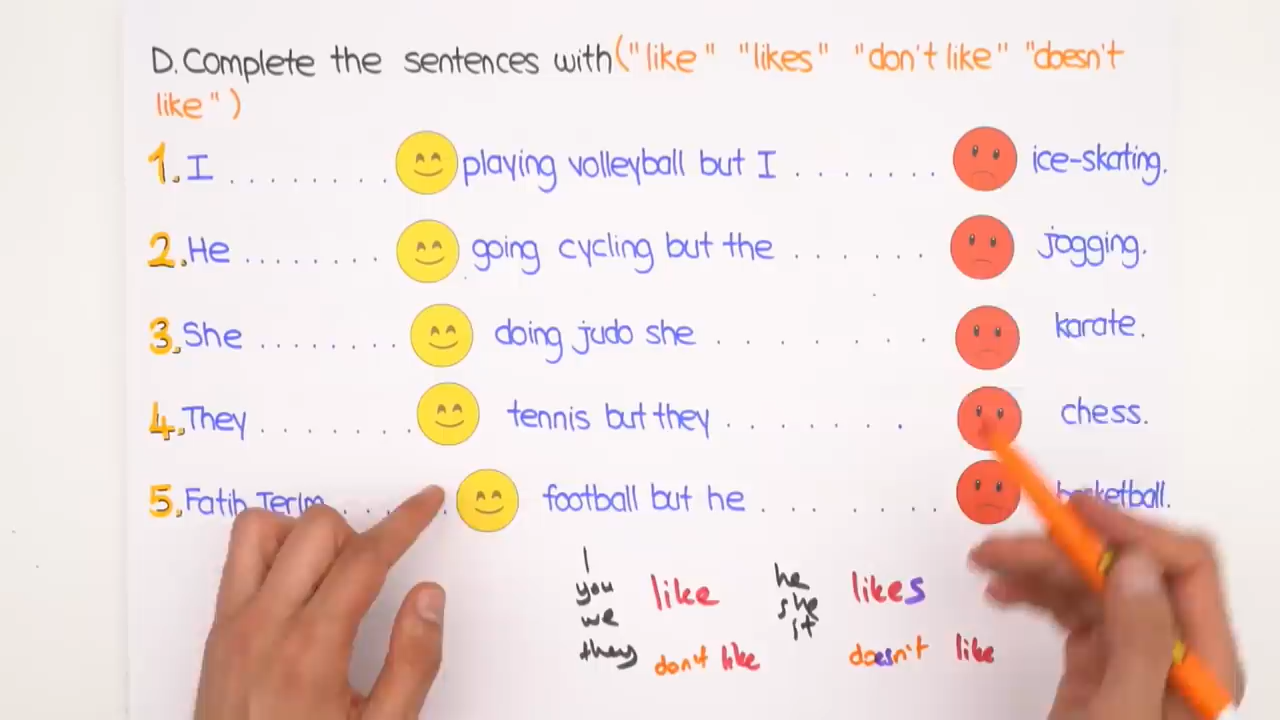 D. Complete the sentences with ("like" "likes" "don't like" "doesn't
like")
1. I ........ playing volleyball but I ....... ice-skating.
2. He ........ going cycling but the ...... jogging.
3. She ........ doing judo she ...... karate.
4. They ........ tennis but they ....... chess.
5. Fatih Terim ...... football but he ...... basketball.
I
you
we
they
like
don't like
he
she
it
likes
doesn't like